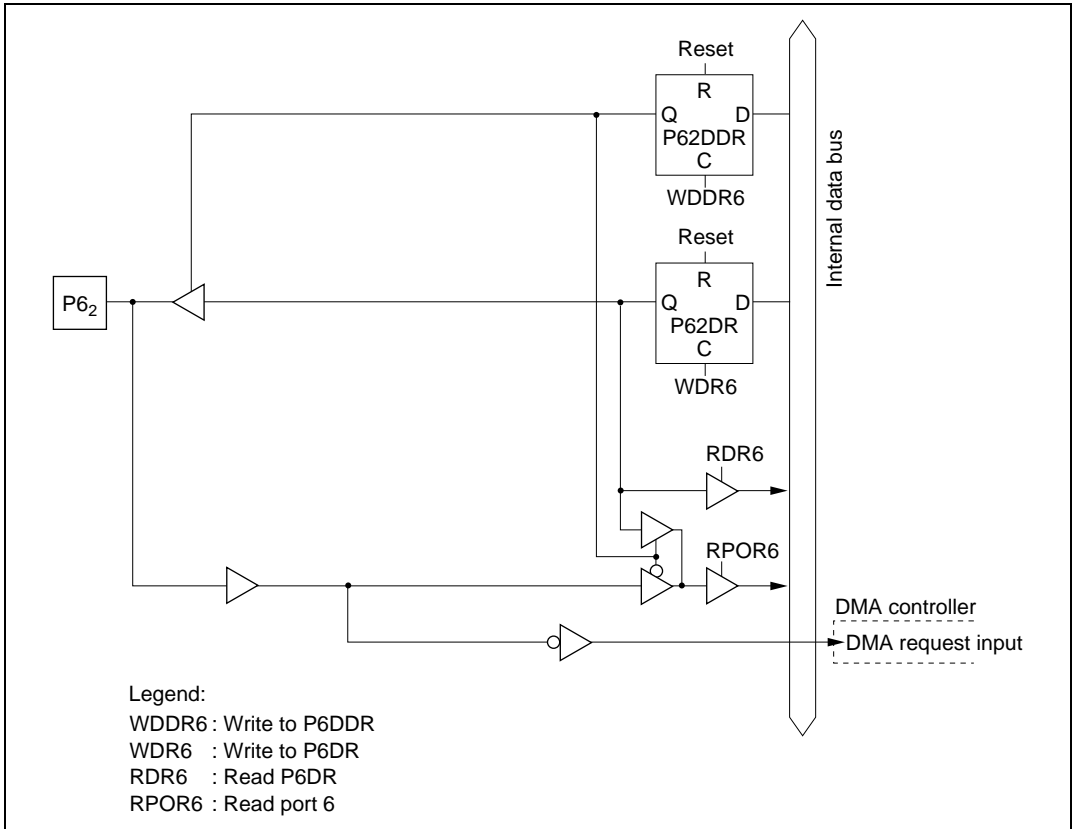 Reset
R
Q D
P62DDR
C
WDDR6
Internal data bus
Reset
R
P6₂
Q D
P62DR
C
WDR6
RDR6
RPOR6
DMA controller
DMA request input
Legend:
WDDR6 : Write to P6DDR
WDR6 : Write to P6DR
RDR6 : Read P6DR
RPOR6 : Read port 6